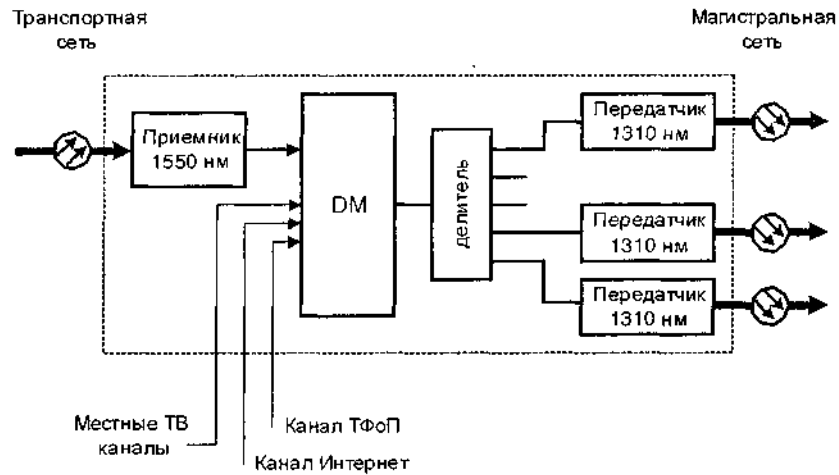 Транспортная
сеть
Магистральная
сеть
Приемник
1550 нм
DM
делитель
Передатчик
1310 нм
Передатчик
1310 нм
Передатчик
1310 нм
Местные ТВ
каналы
Канал ТФоП
Канал Интернет